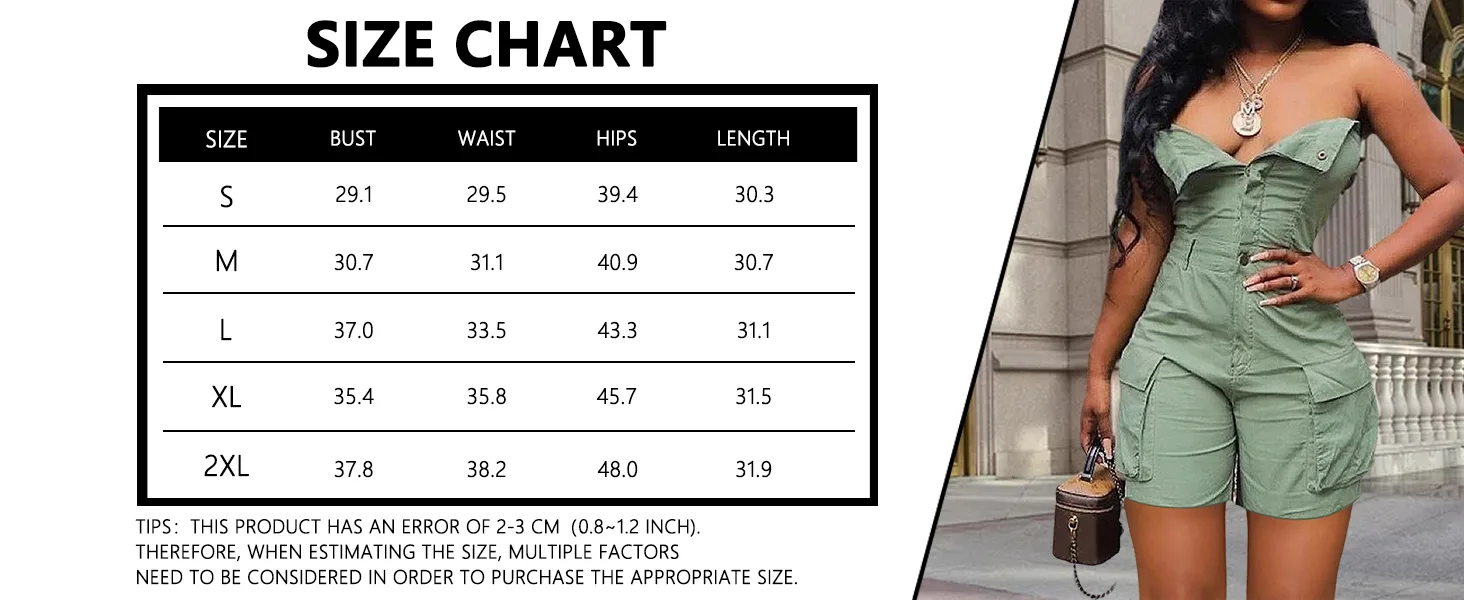 SIZE CHART
SIZE BUST WAIST HIPS LENGTH
S 29.1 29.5 39.4 30.3
M 30.7 31.1 40.9 30.7
L 37.0 33.5 43.3 31.1
XL 35.4 35.8 45.7 31.5
2XL 37.8 38.2 48.0 31.9
TIPS: THIS PRODUCT HAS AN ERROR OF 2-3 CM (0.8~1.2 INCH).
THEREFORE, WHEN ESTIMATING THE SIZE, MULTIPLE FACTORS
NEED TO BE CONSIDERED IN ORDER TO PURCHASE THE APPROPRIATE SIZE.